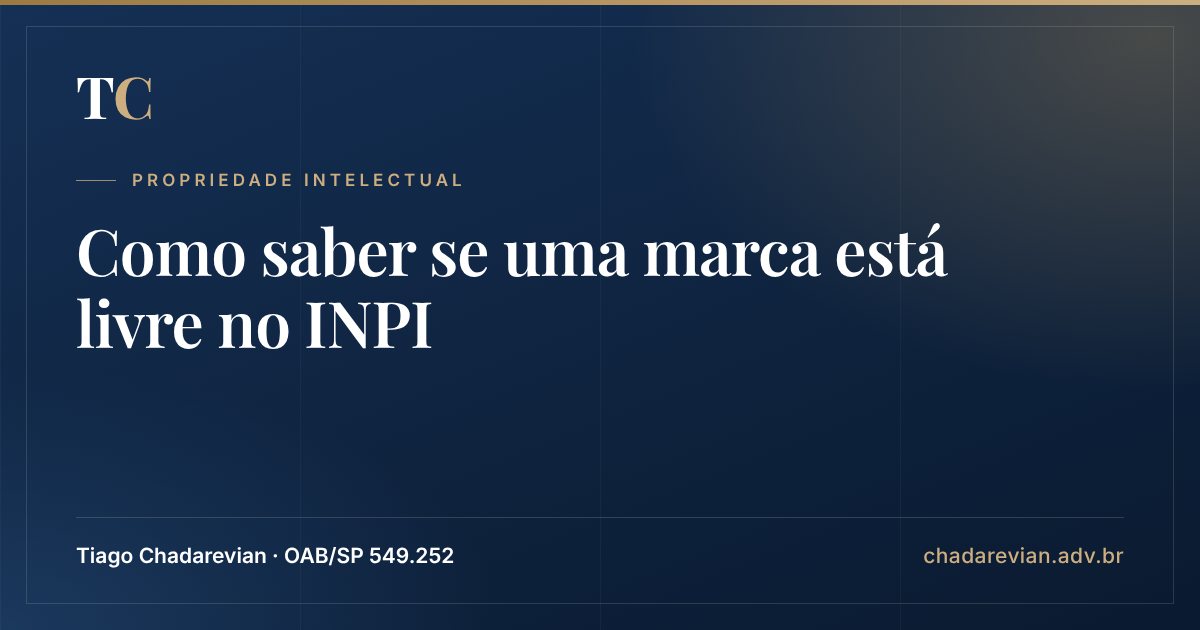 TC
PROPRIEDADE INTELECTUAL
Como saber se uma marca está
livre no INPI
Tiago Chadarevian · OAB/SP 549.252
chadarevian.adv.br